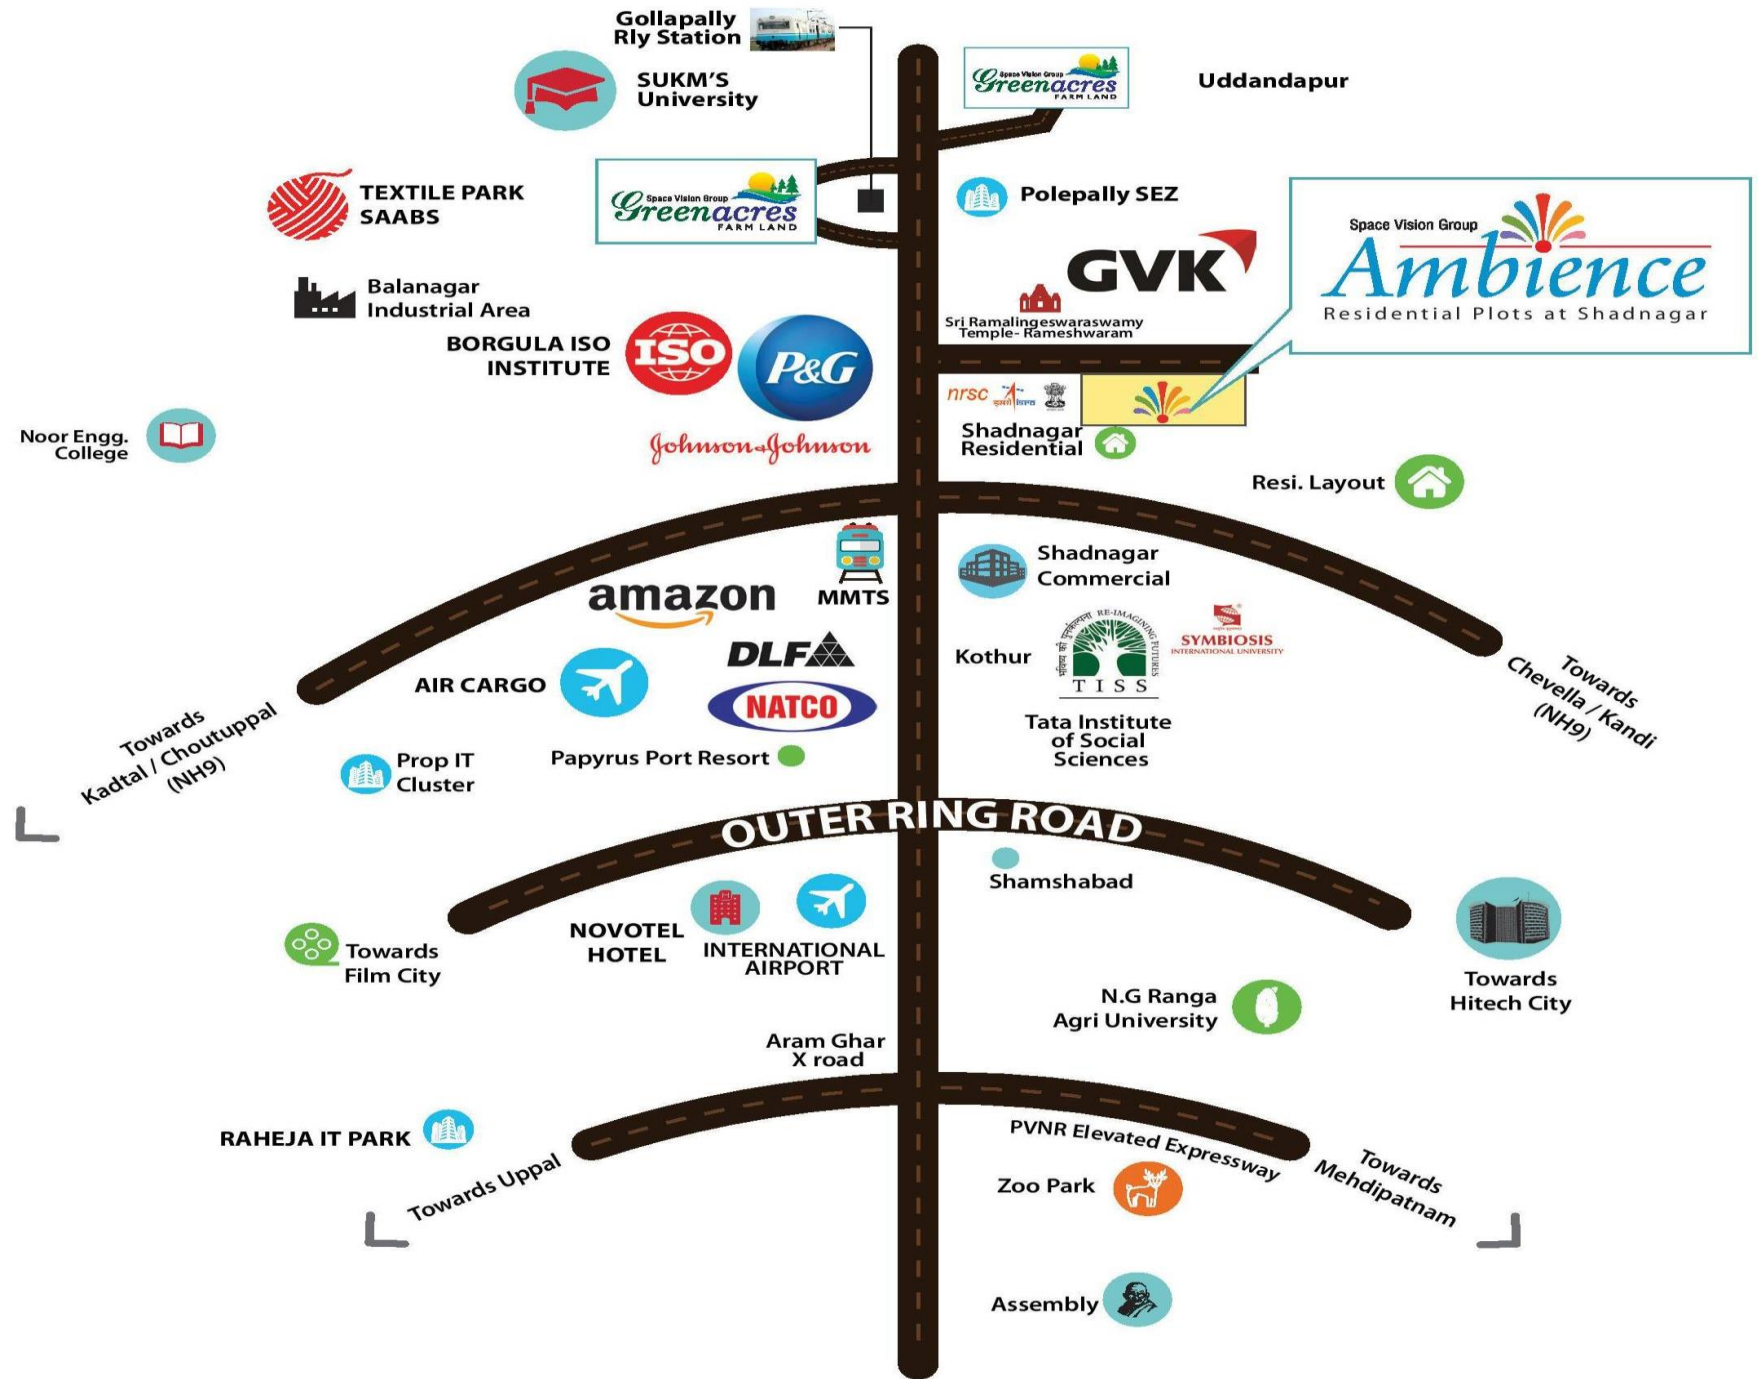 Gollapally
Rly Station
SUKM'S
University
Space Vision Group
Greenacres
FARM LAND
Uddandapur
TEXTILE PARK
SAABS
Space Vision Group
Greenacres
FARM LAND
Polepally SEZ
Space Vision Group
Ambience
Residential Plots at Shadnagar
GVK
Balanagar
Industrial Area
Sri Ramalingeswaraswamy
Temple- Rameshwaram
BORGULA ISO
INSTITUTE
ISO
P&G
nrsc
इसरो isro
Johnson & Johnson
Shadnagar
Residential
Noor Engg.
College
Resi. Layout
MMTS
Shadnagar
Commercial
amazon
DLF
AIR CARGO
NATCO
Kothur
RE-IMAGINING FUTURES
TISS
SYMBIOSIS
INTERNATIONAL UNIVERSITY
Tata Institute
of Social
Sciences
Towards
Chevella / Kandi
(NH9)
Towards
Kadtal / Choutuppal
(NH9)
Prop IT
Cluster
Papyrus Port Resort
OUTER RING ROAD
Shamshabad
NOVOTEL
HOTEL
INTERNATIONAL
AIRPORT
Towards
Film City
Towards
Hitech City
N.G Ranga
Agri University
Aram Ghar
X road
RAHEJA IT PARK
Towards Uppal
PVNR Elevated Expressway
Towards
Mehdipatnam
Zoo Park
Assembly